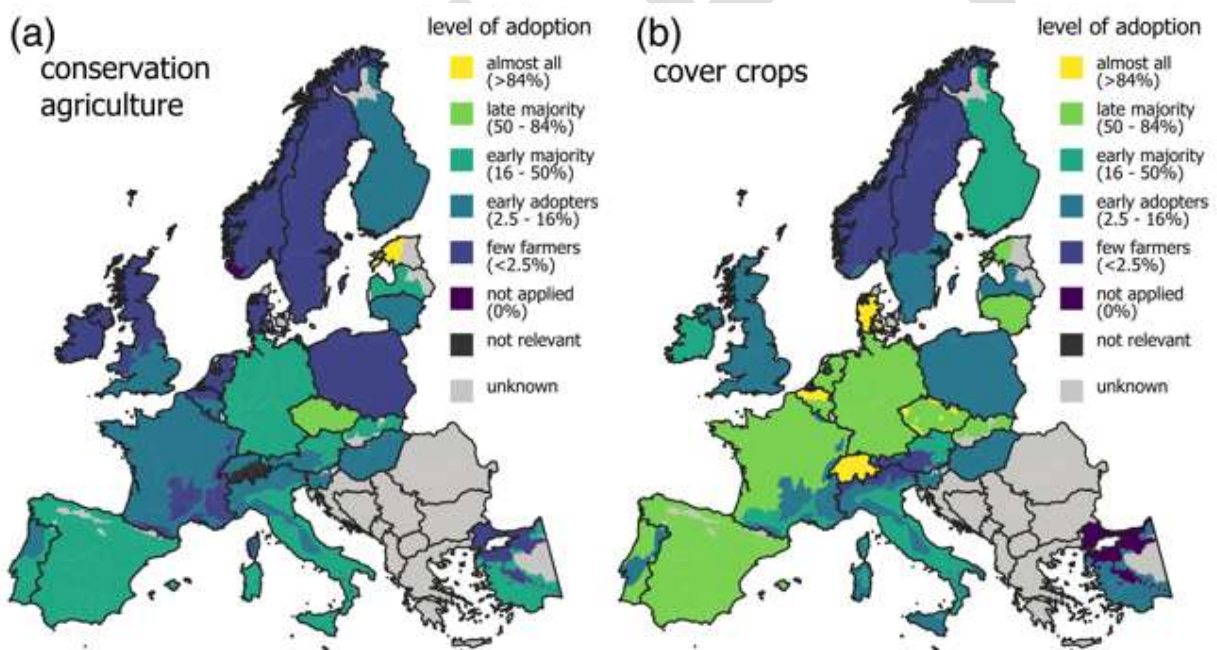 (a)
conservation
agriculture
level of adoption
almost all
(>84%)
late majority
(50 - 84%)
early majority
(16 - 50%)
early adopters
(2.5 - 16%)
few farmers
(<2.5%)
not applied
(0%)
not relevant
unknown
(b)
cover crops
level of adoption
almost all
(>84%)
late majority
(50 - 84%)
early majority
(16 - 50%)
early adopters
(2.5 - 16%)
few farmers
(<2.5%)
not applied
(0%)
not relevant
unknown